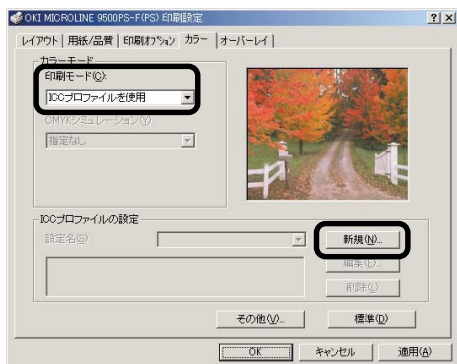 OKI MICROLINE 9500PS-F(PS) 印刷設定
レイアウト 用紙/品質 印刷オプション カラー オーバーレイ
カラーモード
印刷モード(C):
ICCプロファイルを使用
CMYKシミュレーション(Y):
指定なし
ICCプロファイルの設定
設定名(S)
新規(N)...
編集(E)...
削除(L)
その他(V)...
標準(D)
OK
キャンセル
適用(A)